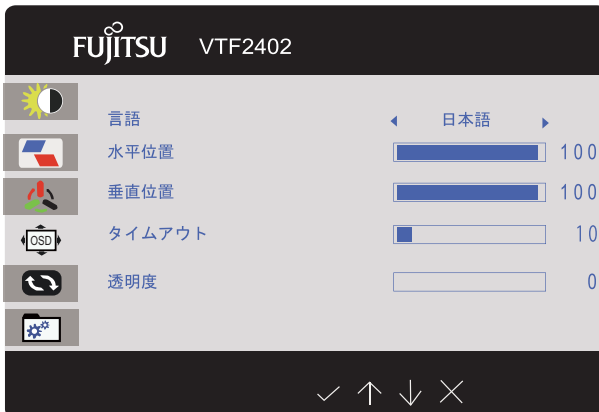 FUJITSU VTF2402
言語 日本語
水平位置 100
垂直位置 100
OSD タイムアウト 10
透明度 0